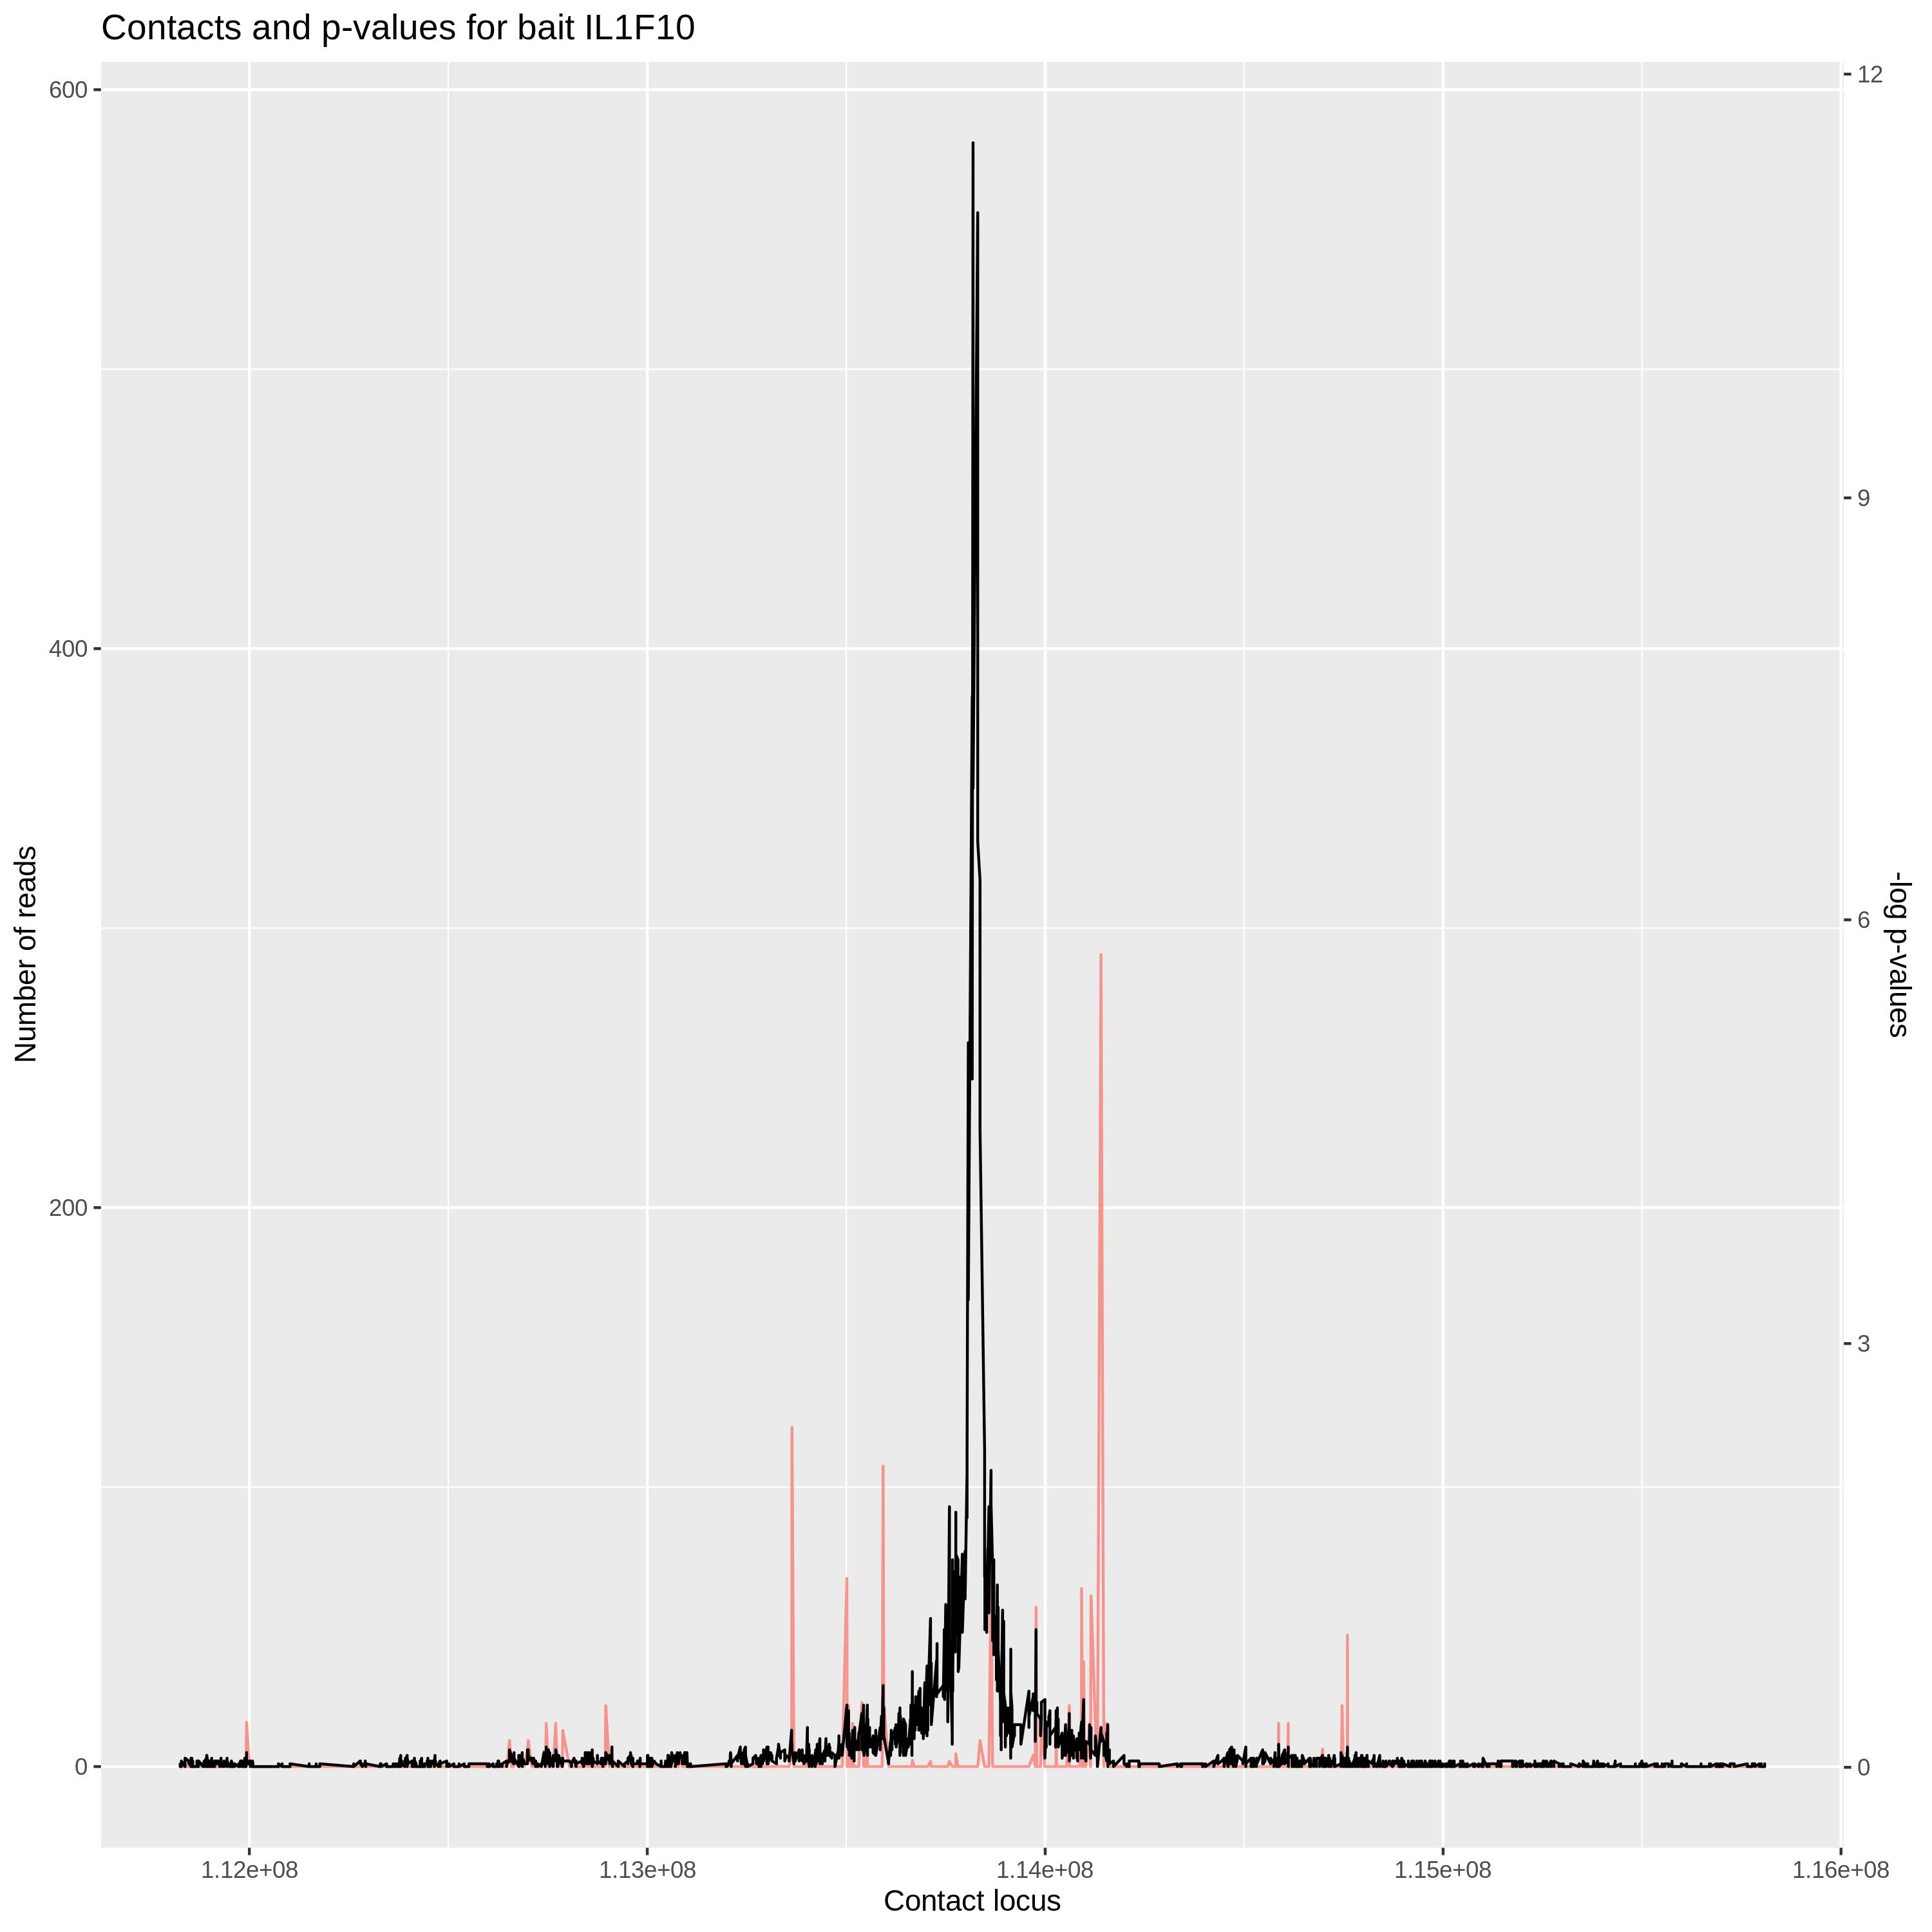 Contacts and p-values for bait IL1F10
600
400
200
0
Number of reads
12
9
6
3
0
-log p-values
1.12e+08
1.13e+08
1.14e+08
1.15e+08
1.16e+08
Contact locus